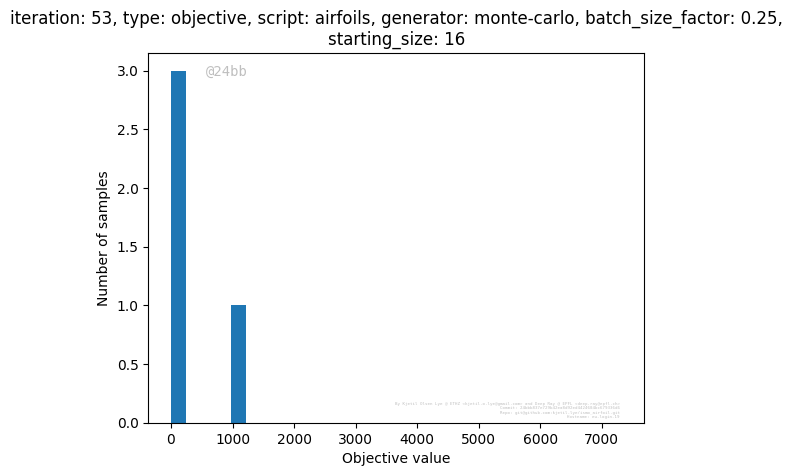 iteration: 53, type: objective, script: airfoils, generator: monte-carlo, batch_size_factor: 0.25,
starting_size: 16
@24bb
3.0
2.5
2.0
1.5
1.0
0.5
0.0
Number of samples
0 1000 2000 3000 4000 5000 6000 7000
Objective value